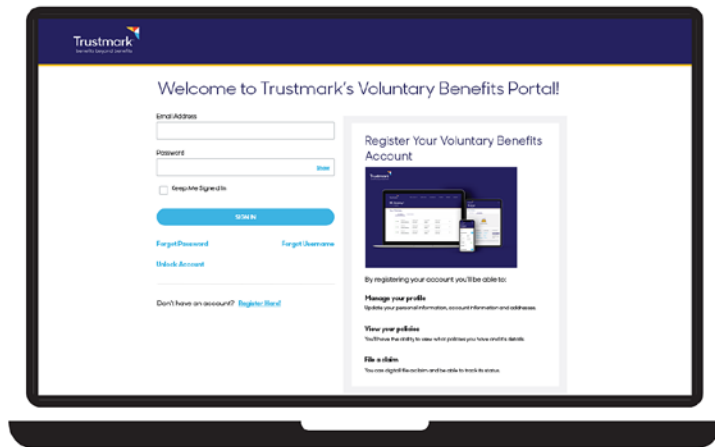 Trustmark
benefits beyond benefits
Welcome to Trustmark's Voluntary Benefits Portal!
Email Address
Password
Show
Keep Me Signed In
SIGN IN
Forgot Password
Forgot Username
Unlock Account
Don't have an account? Register Here!
Register Your Voluntary Benefits
Account
Trustmark
By registering your account you'll be able to:
Manage your profile
Update your personal information, account information and addresses.
View your policies
You'll have the ability to view what policies you have and its details.
File a claim
You can digital file a claim and be able to track its status.